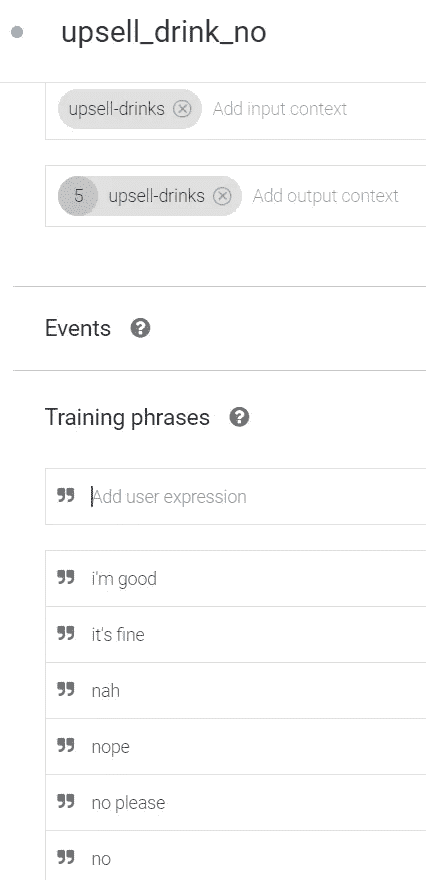 upsell_drink_no
upsell-drinks Add input context
5 upsell-drinks Add output context
Events ?
Training phrases ?
Add user expression
i'm good
it's fine
nah
nope
no please
no